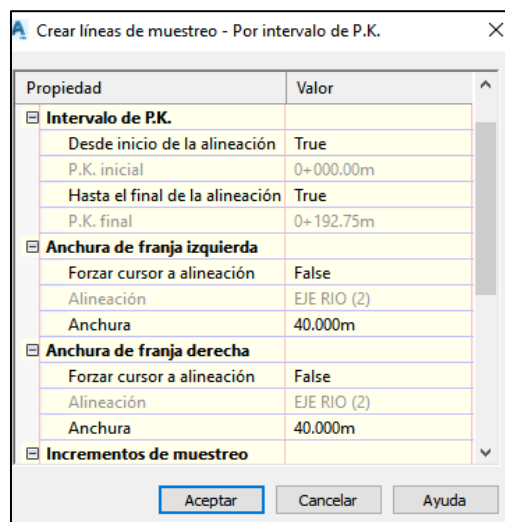 Crear líneas de muestreo - Por intervalo de P.K.
Propiedad Valor
Intervalo de P.K.
Desde inicio de la alineación True
P.K. inicial 0+000.00m
Hasta el final de la alineación True
P.K. final 0+192.75m
Anchura de franja izquierda
Forzar cursor a alineación False
Alineación EJE RIO (2)
Anchura 40.000m
Anchura de franja derecha
Forzar cursor a alineación False
Alineación EJE RIO (2)
Anchura 40.000m
Incrementos de muestreo
Aceptar Cancelar Ayuda